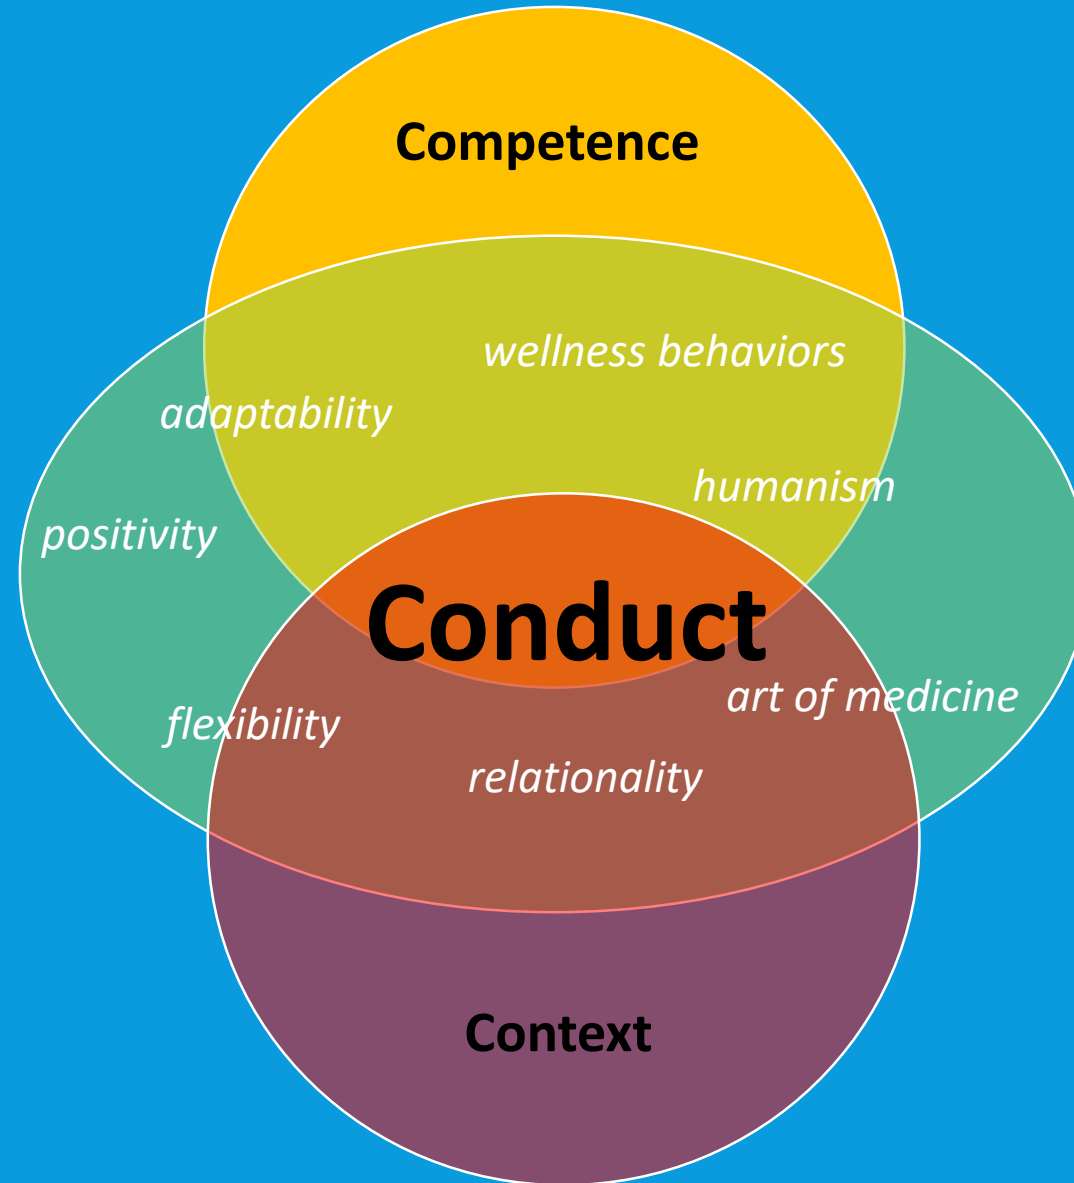 Competence
wellness behaviors
adaptability
humanism
positivity
Conduct
art of medicine
flexibility
relationality
Context